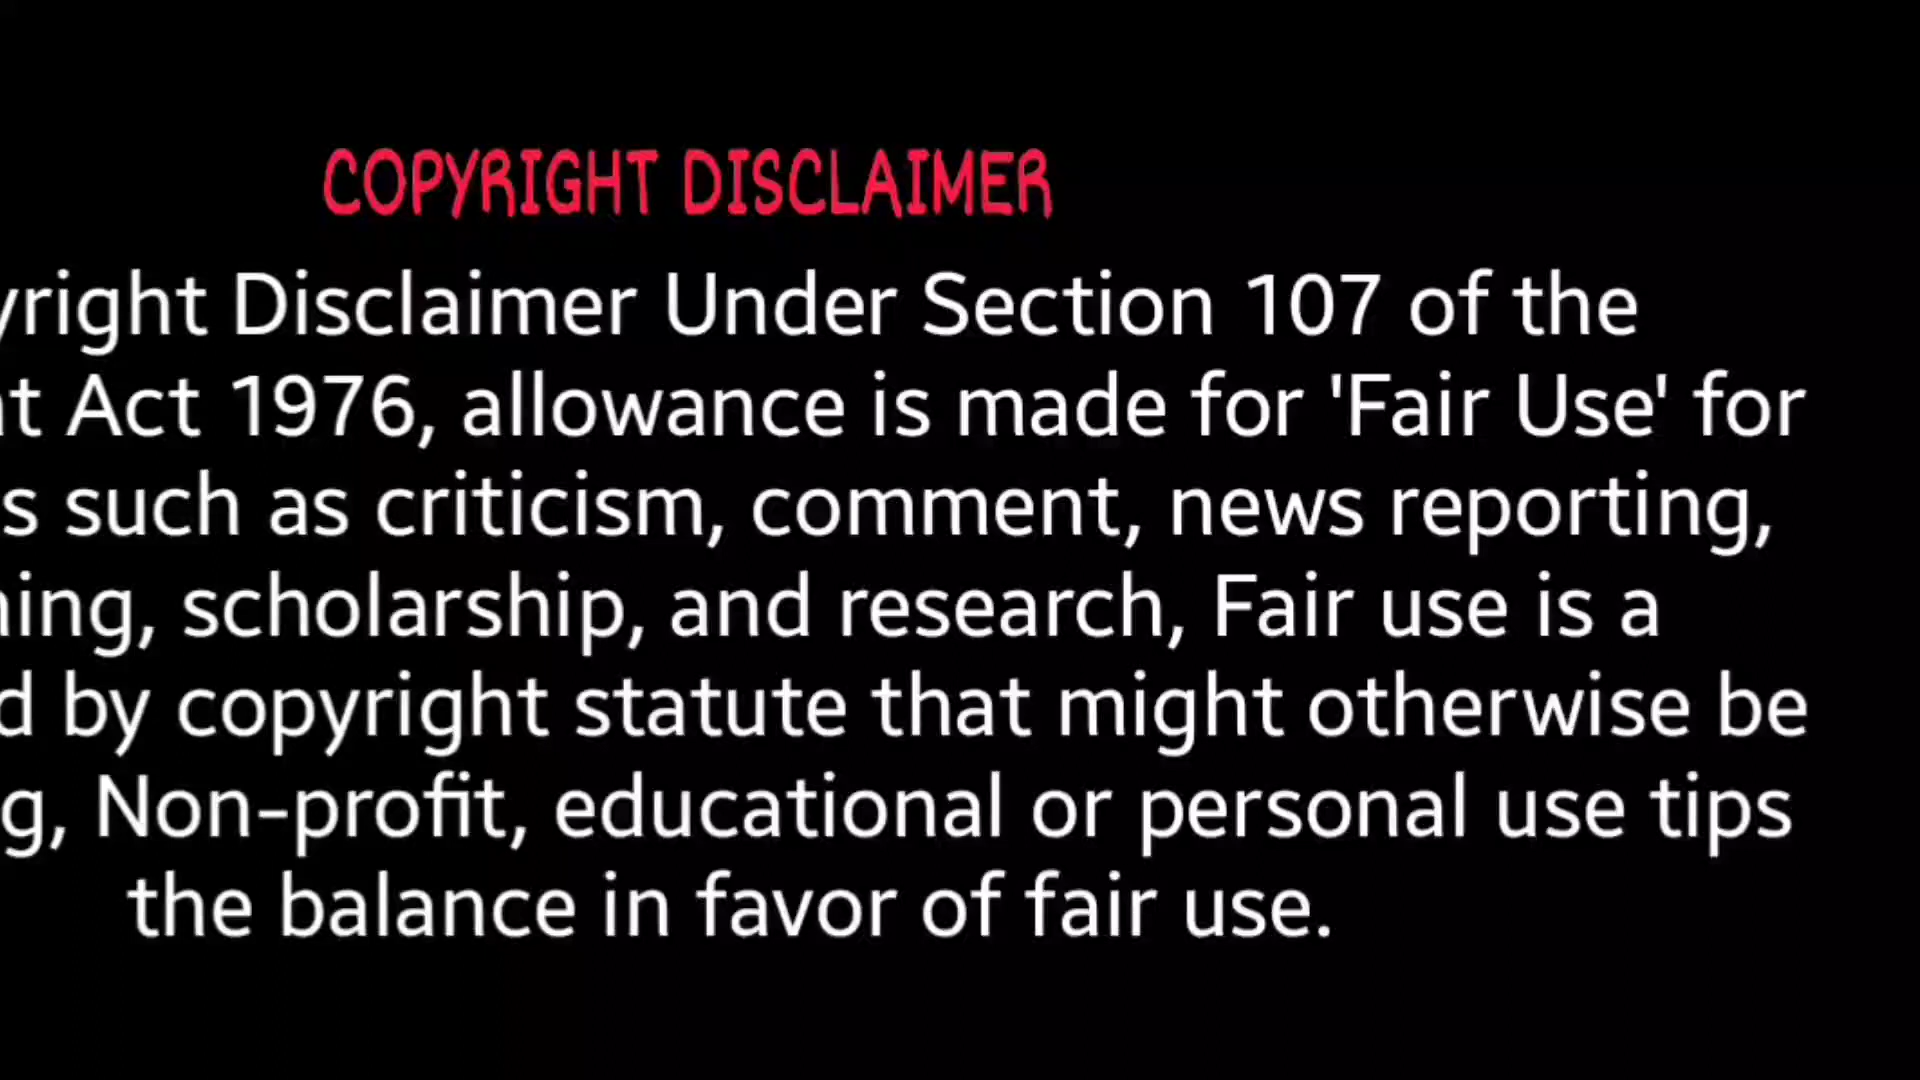 COPYRIGHT DISCLAIMER
yright Disclaimer Under Section 107 of the
t Act 1976, allowance is made for 'Fair Use' for
s such as criticism, comment, news reporting,
ing, scholarship, and research, Fair use is a
d by copyright statute that might otherwise be
g, Non-profit, educational or personal use tips
the balance in favor of fair use.